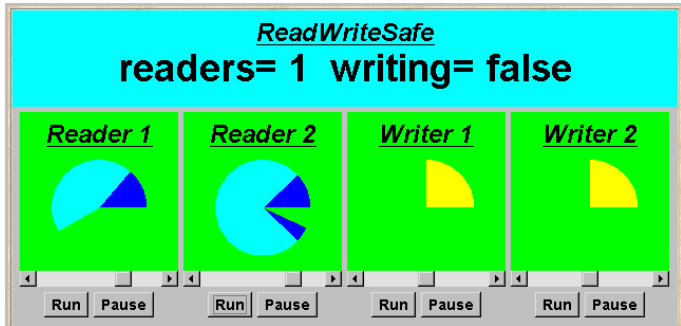 ReadWriteSafe
readers= 1 writing= false
Reader 1 Reader 2 Writer 1 Writer 2
Run Pause Run Pause Run Pause Run Pause